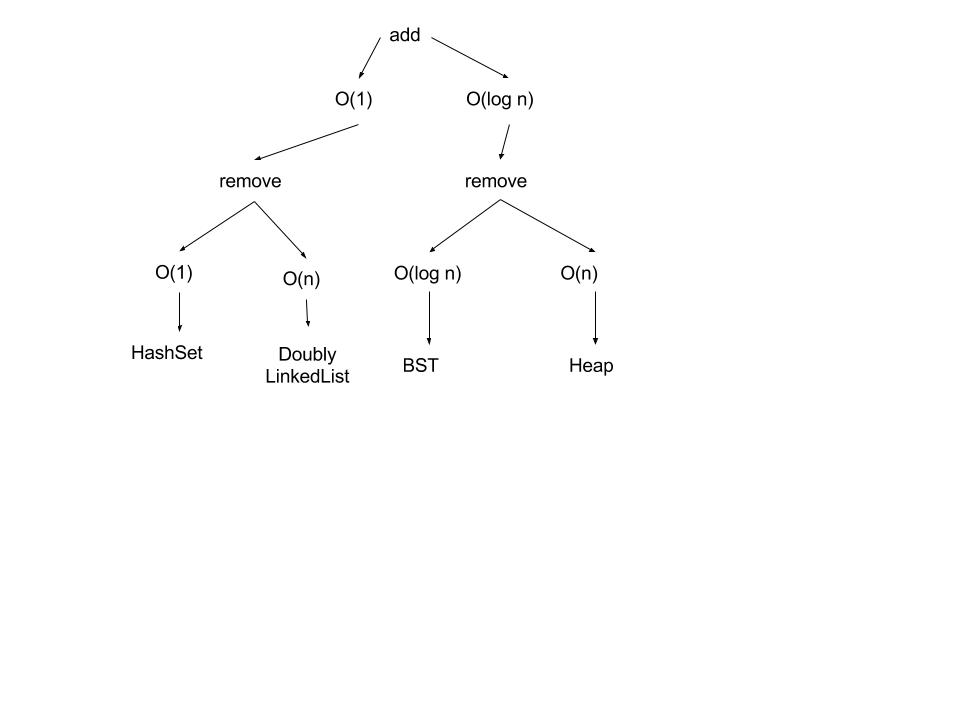 add
O(1)
O(log n)
remove
remove
O(1)
O(n)
O(log n)
O(n)
HashSet
Doubly
LinkedList
BST
Heap